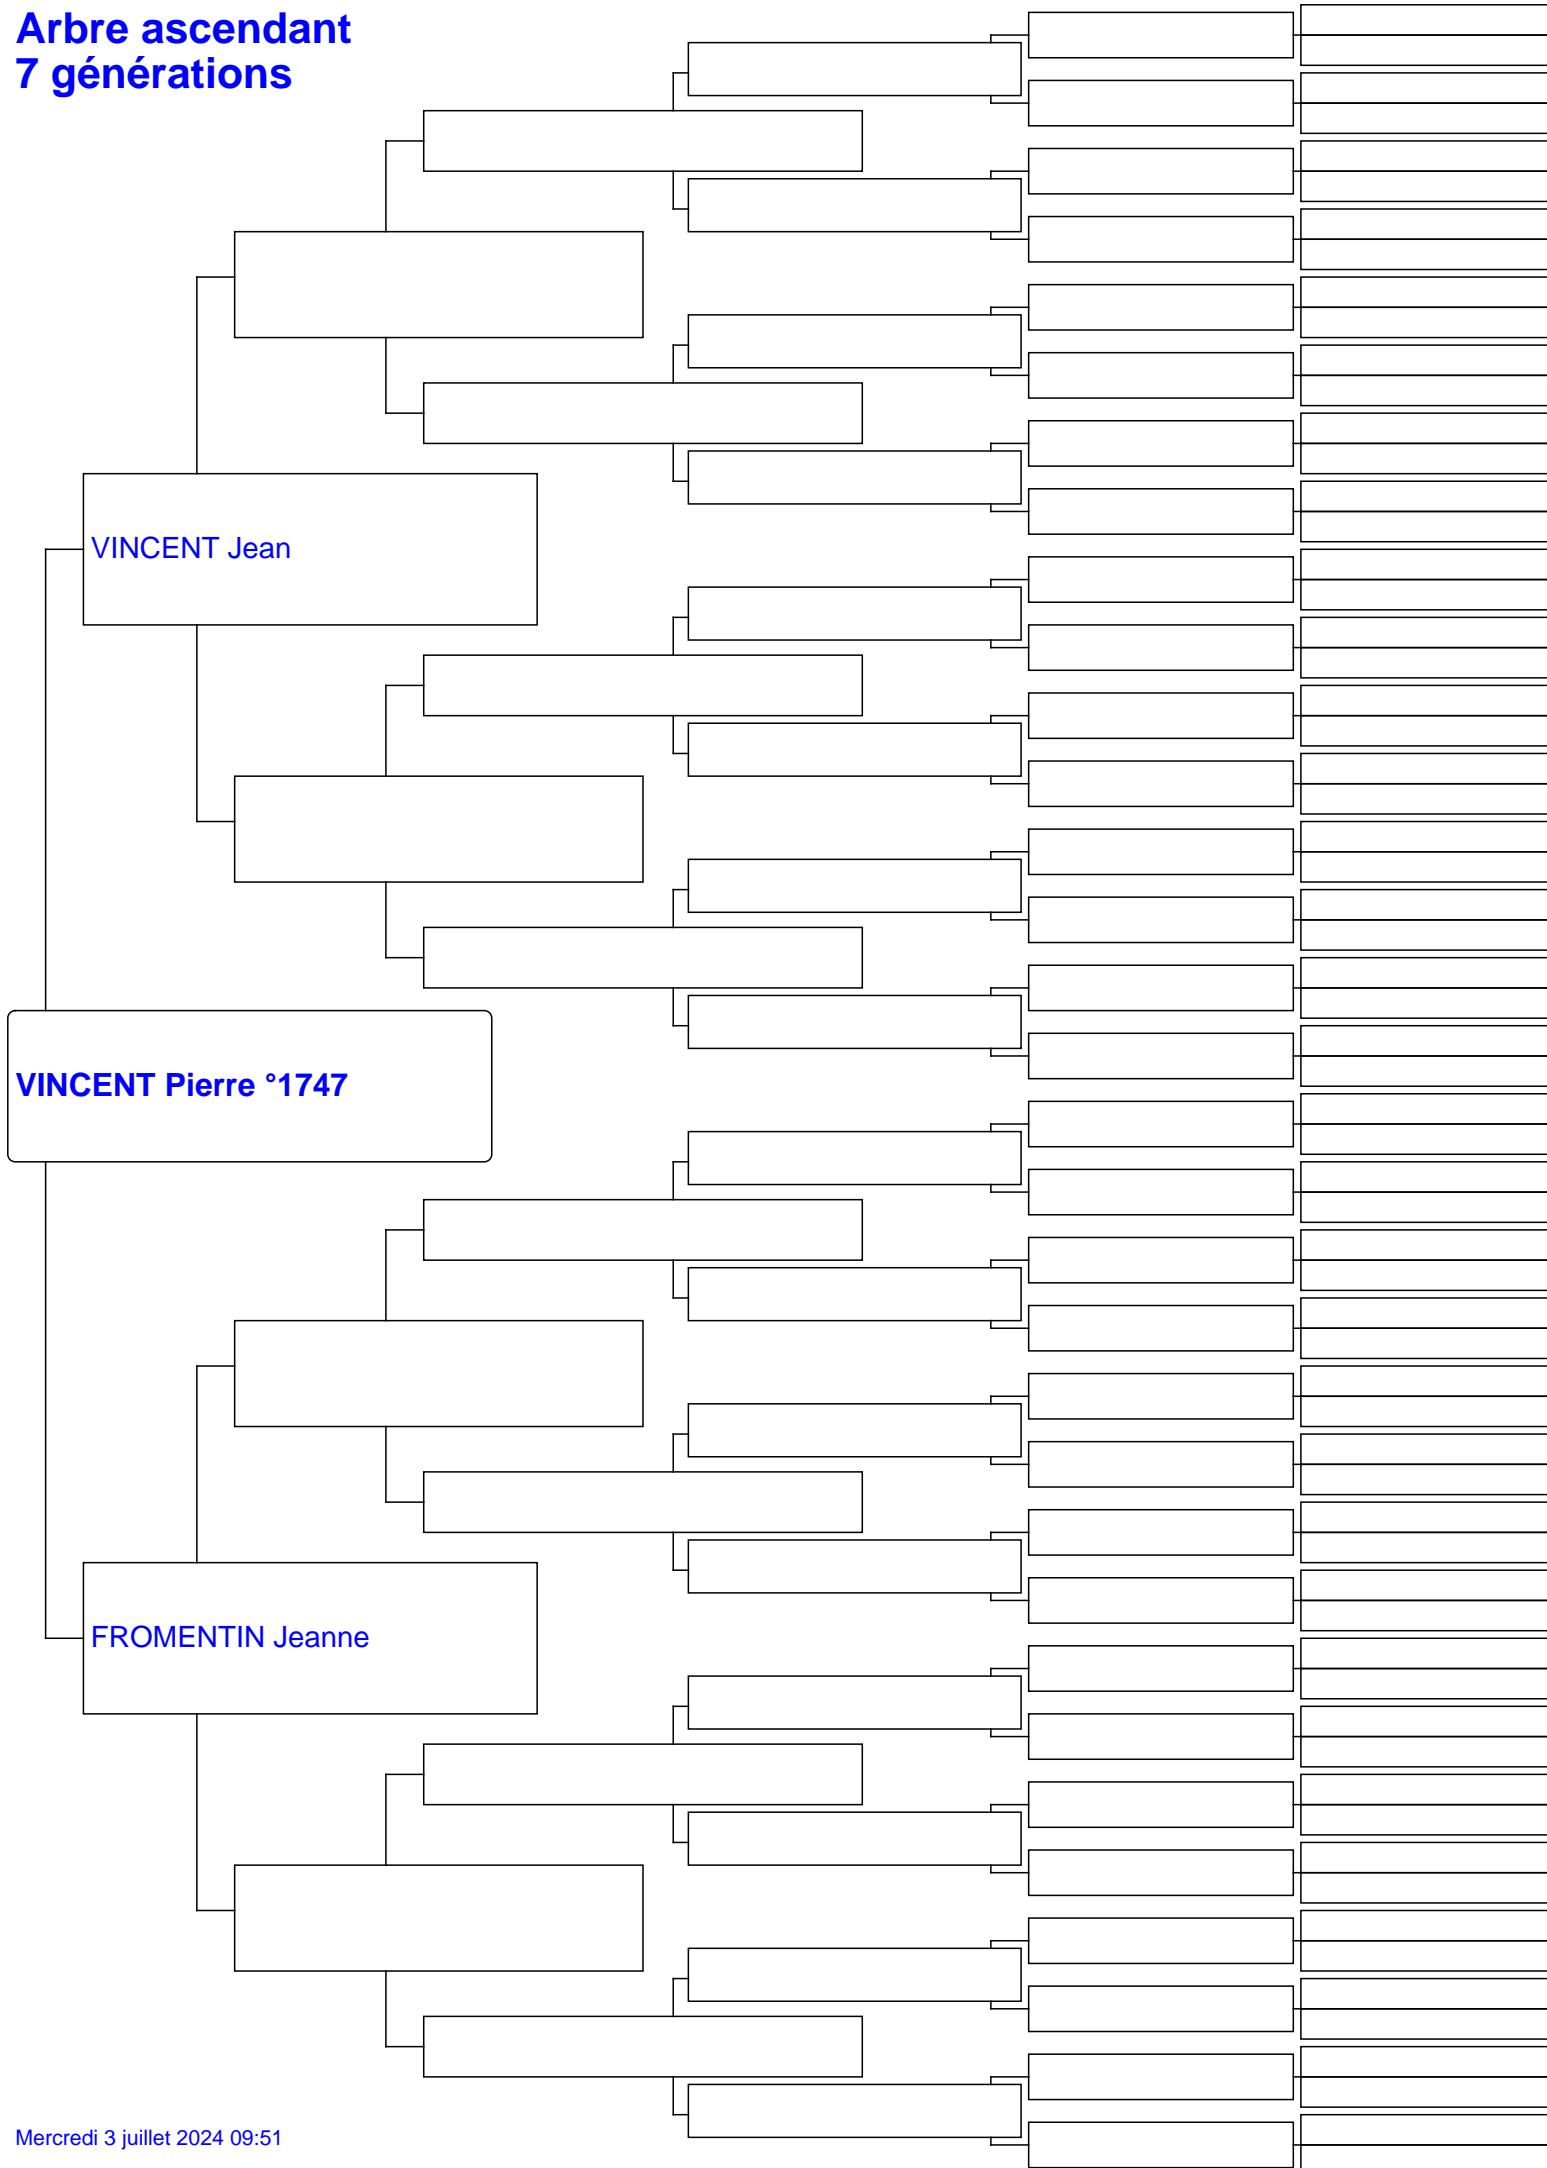 Arbre ascendant
7 générations
VINCENT Jean
VINCENT Pierre °1747
FROMENTIN Jeanne
Mercredi 3 juillet 2024 09:51